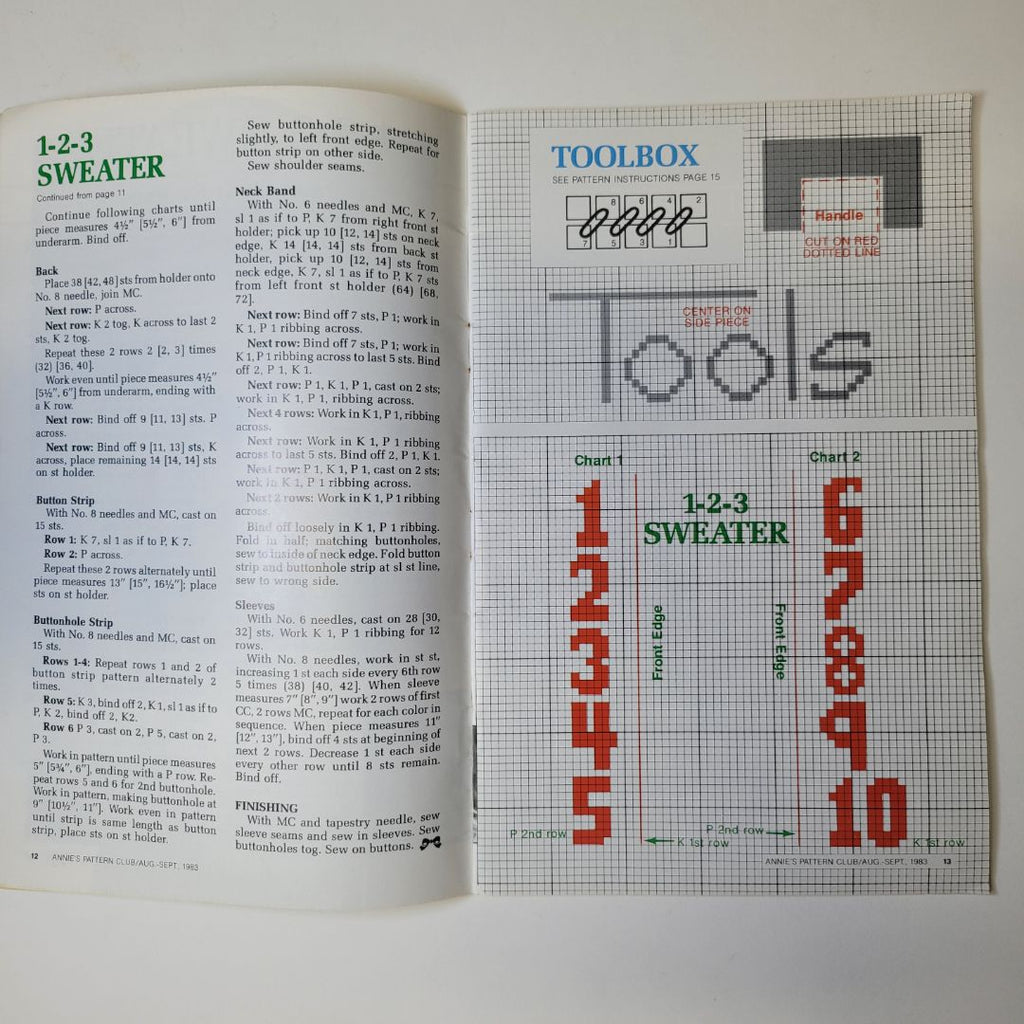 1-2-3
SWEATER
Continued from page 11
Continue following charts until
piece measures 4½" [5½", 6"] from
underarm. Bind off.
Back
Place 38 [42, 48] sts from holder onto
No. 8 needle, join MC.
Next row: P across.
Next row: K 2 tog, K across to last 2
sts, K 2 tog.
Repeat these 2 rows 2 [2, 3] times
(32) [36, 40].
Work even until piece measures 4½"
[5½", 6"] from underarm, ending with
a K row.
Next row: Bind off 9 [11, 13] sts, P
across.
Next row: Bind off 9 [11, 13] sts, K
across, place remaining 14 [14, 14] sts
on st holder.
Button Strip
With No. 8 needles and MC, cast on
15 sts.
Row 1: K 7, sl 1 as if to P, K 7.
Row 2: P across.
Repeat these 2 rows alternately until
piece measures 13" [15", 16½"]; place
sts on st holder.
Buttonhole Strip
With No. 8 needles and MC, cast on
15 sts.
Rows 1-4: Repeat rows 1 and 2 of
button strip pattern alternately 2
times.
Row 5: K 3, bind off 2, K 1, sl 1 as if to
P, K 2, bind off 2, K2.
Row 6 P 3, cast on 2, P 5, cast on 2,
P 3.
Work in pattern until piece measures
5" [5¾", 6"], ending with a P row. Re-
peat rows 5 and 6 for 2nd buttonhole.
Work in pattern, making buttonhole at
9" [10½", 11"]. Work even in pattern
until strip is same length as button
strip, place sts on st holder.
12 ANNIE'S PATTERN CLUB/AUG.-SEPT., 1983
Sew buttonhole strip, stretching
slightly, to left front edge. Repeat for
button strip on other side.
Sew shoulder seams.
Neck Band
With No. 6 needles and MC, K 7,
sl 1 as if to P, K 7 from right front st
holder; pick up 10 [12, 14] sts on neck
edge, K 14 [14, 14] sts from back st
holder, pick up 10 [12, 14] sts from
neck edge, K 7, sl 1 as if to P, K 7 sts
from left front st holder (64) [68,
72].
Next row: Bind off 7 sts, P 1; work in
K 1, P 1 ribbing across.
Next row: Bind off 7 sts, P 1; work in
K 1, P 1 ribbing across to last 5 sts. Bind
off 2, P 1, K 1.
Next row: P 1, K 1, P 1, cast on 2 sts;
work in K 1, P 1, ribbing across.
Next 4 rows: Work in K 1, P 1, ribbing
across.
Next row: Work in K 1, P 1 ribbing
across to last 5 sts. Bind off 2, P 1, K 1.
Next row: P 1, K 1, P 1, cast on 2 sts;
work in K 1, P 1 ribbing across.
Next 2 rows: Work in K 1, P 1 ribbing
across.
Bind off loosely in K 1, P 1 ribbing.
Fold in half; matching buttonholes,
sew to inside of neck edge. Fold button
strip and buttonhole strip at sl st line,
sew to wrong side.
Sleeves
With No. 6 needles, cast on 28 [30,
32] sts. Work K 1, P 1 ribbing for 12
rows.
With No. 8 needles, work in st st,
increasing 1 st each side every 6th row
5 times (38) [40, 42]. When sleeve
measures 7" [8", 9"] work 2 rows of first
CC, 2 rows MC, repeat for each color in
sequence. When piece measures 11"
[12", 13"], bind off 4 sts at beginning of
next 2 rows. Decrease 1 st each side
every other row until 8 sts remain.
Bind off.
FINISHING
With MC and tapestry needle, sew
sleeve seams and sew in sleeves. Sew
buttonholes tog. Sew on buttons.
TOOLBOX
SEE PATTERN INSTRUCTIONS PAGE 15
8 6 4 2
7 5 3 1
Handle
CUT ON RED
DOTTED LINE
CENTER ON
SIDE PIECE
Tools
Chart 1
Chart 2
1-2-3
SWEATER
1
2
3
4
5
6
7
8
9
10
Front Edge
Front Edge
P 2nd row
K 1st row
P 2nd row
K 1st row
ANNIE'S PATTERN CLUB/AUG.-SEPT., 1983 13